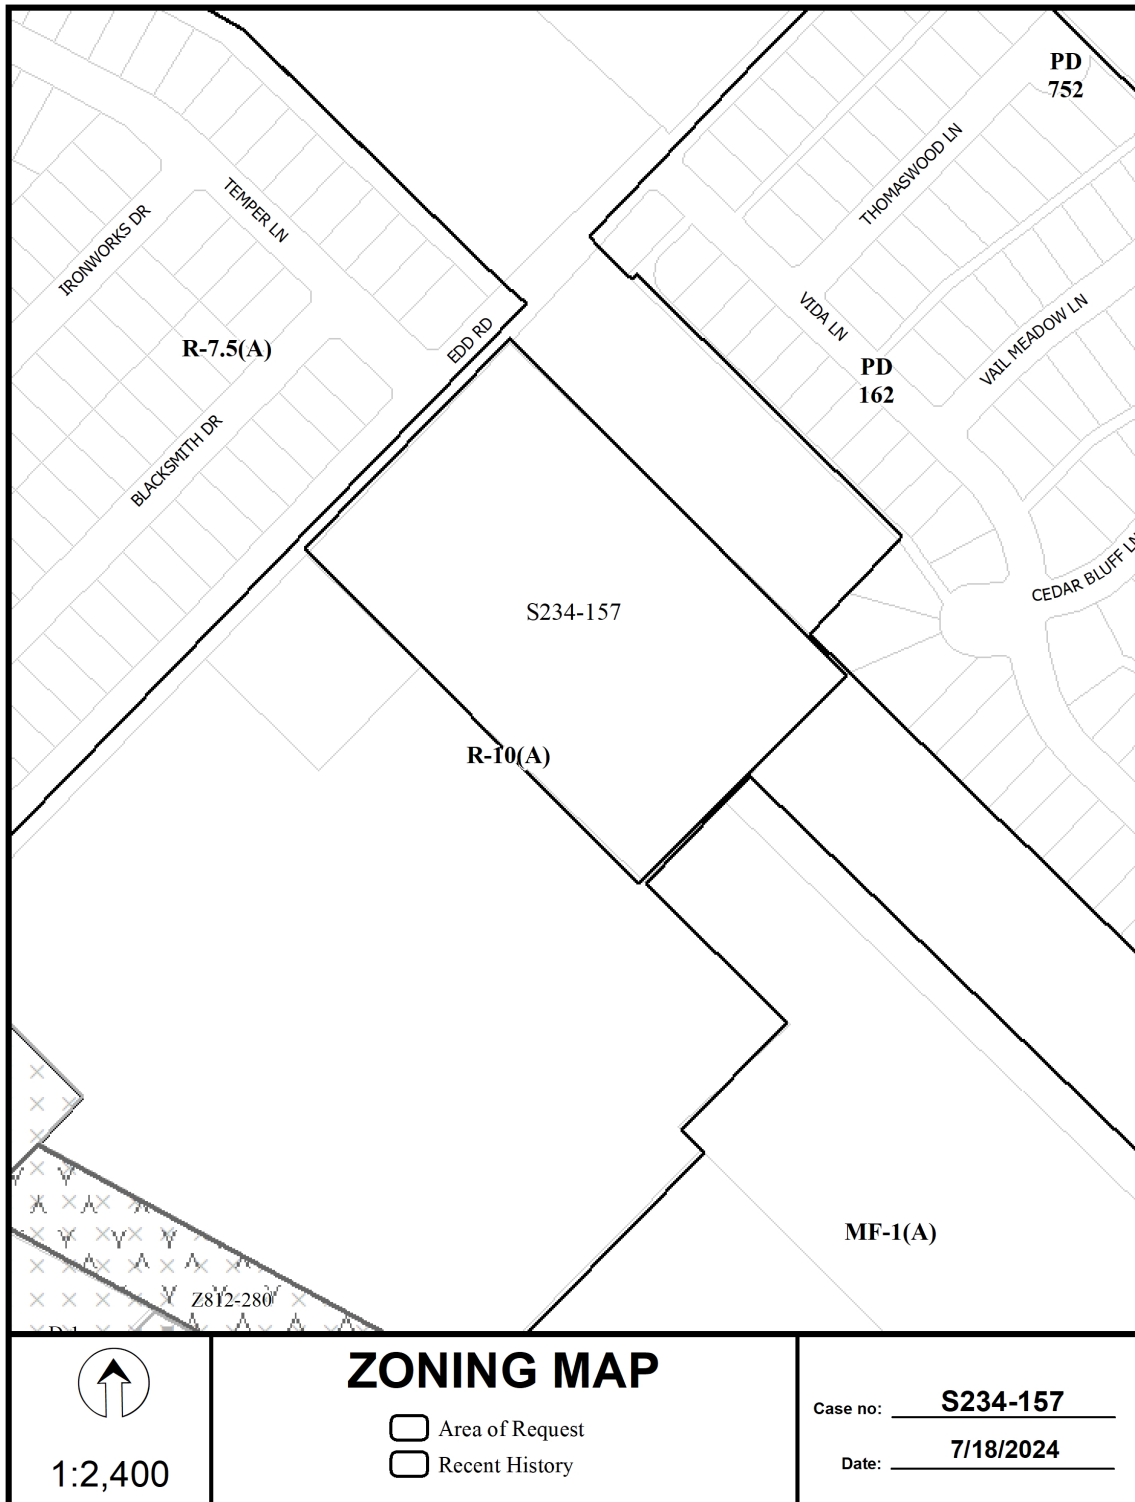 PD
752
THOMASWOOD LN
TEMPER LN
IRONWORKS DR
VIDA LN
VAIL MEADOW LN
EDD RD
R-7.5(A)
PD
162
BLACKSMITH DR
CEDAR BLUFF LN
S234-157
R-10(A)
MF-1(A)
Z812-280
ZONING MAP
Area of Request
Recent History
1:2,400
Case no: S234-157
Date: 7/18/2024